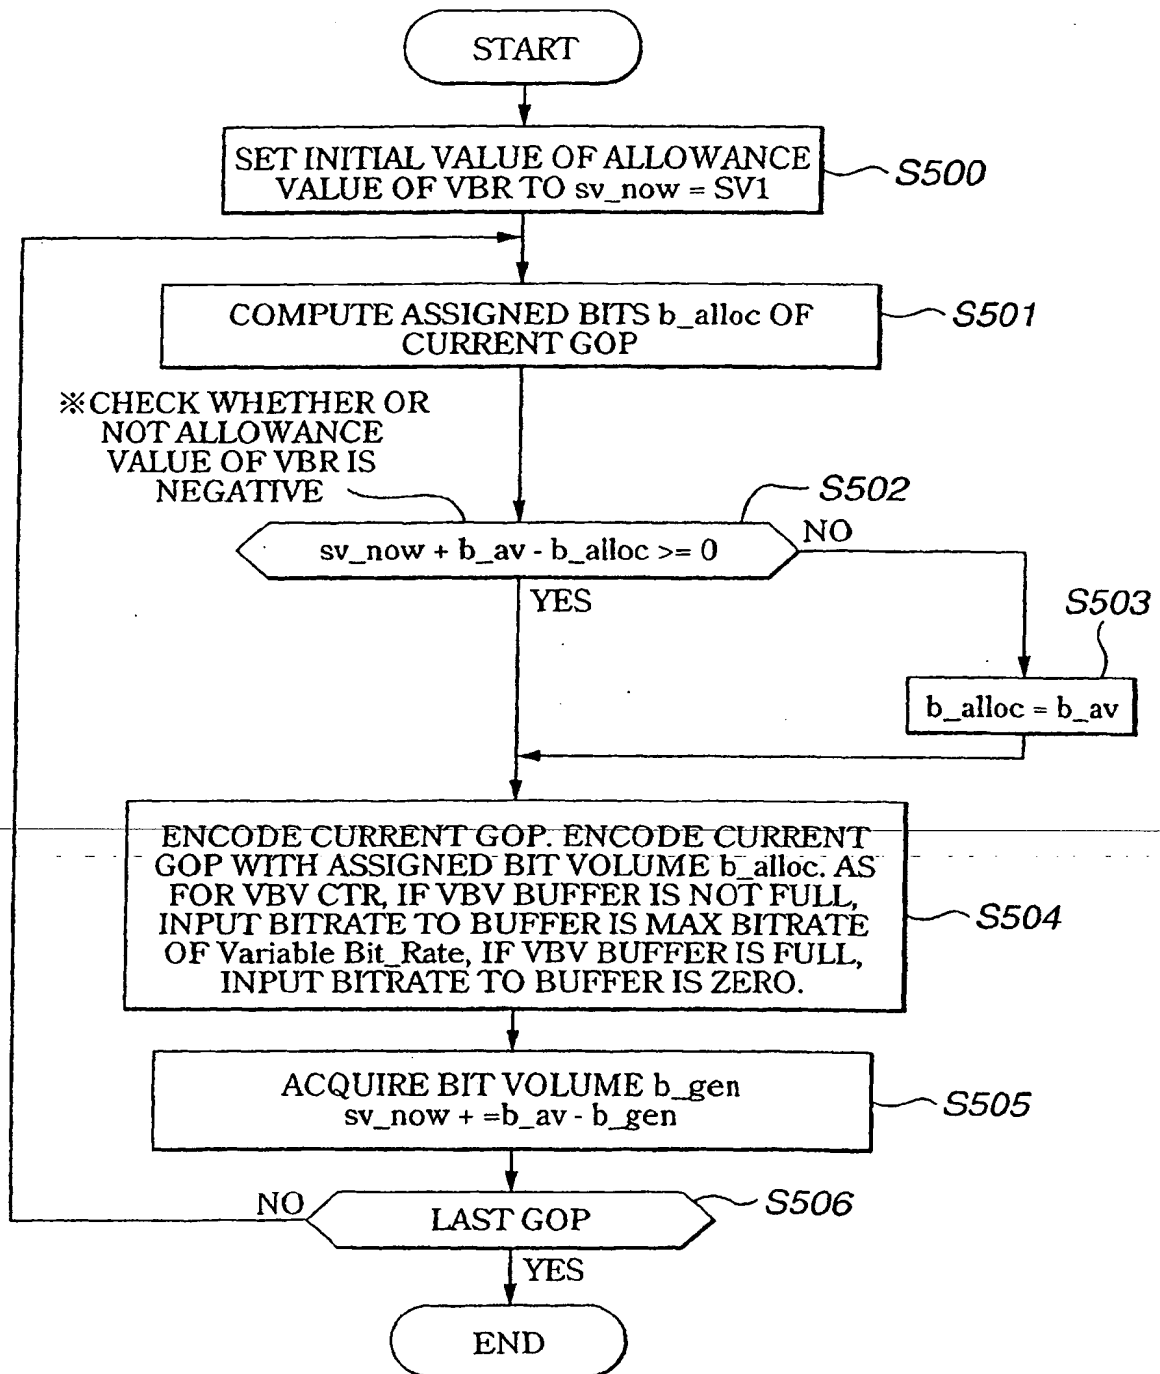 START
SET INITIAL VALUE OF ALLOWANCE
VALUE OF VBR TO sv_now = SV1
S500
COMPUTE ASSIGNED BITS b_alloc OF
CURRENT GOP
S501
※CHECK WHETHER OR
NOT ALLOWANCE
VALUE OF VBR IS
NEGATIVE
S502
sv_now + b_av - b_alloc >= 0
NO
YES
S503
b_alloc = b_av
ENCODE CURRENT GOP. ENCODE CURRENT
GOP WITH ASSIGNED BIT VOLUME b_alloc. AS
FOR VBV CTR, IF VBV BUFFER IS NOT FULL,
INPUT BITRATE TO BUFFER IS MAX BITRATE
OF Variable Bit_Rate, IF VBV BUFFER IS FULL,
INPUT BITRATE TO BUFFER IS ZERO.
S504
ACQUIRE BIT VOLUME b_gen
sv_now + =b_av - b_gen
S505
NO
LAST GOP
S506
YES
END